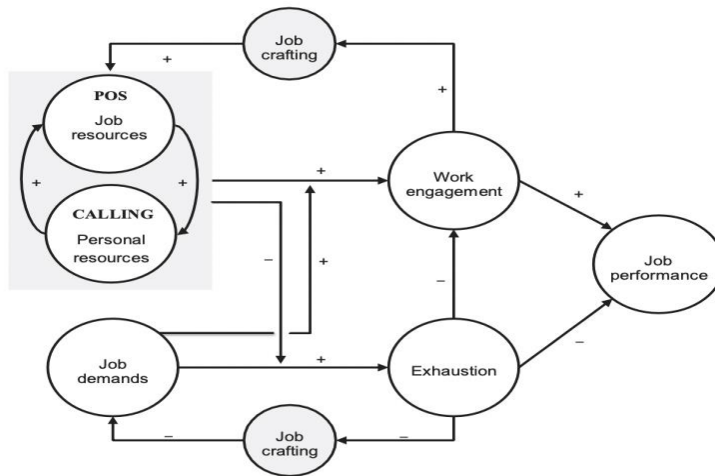 Job
crafting
+
+
POS
Job
resources
+
+
+
CALLING
Personal
resources
Work
engagement
+
−
+
−
Job
performance
Job
demands
+
Exhaustion
−
Job
crafting
−
−